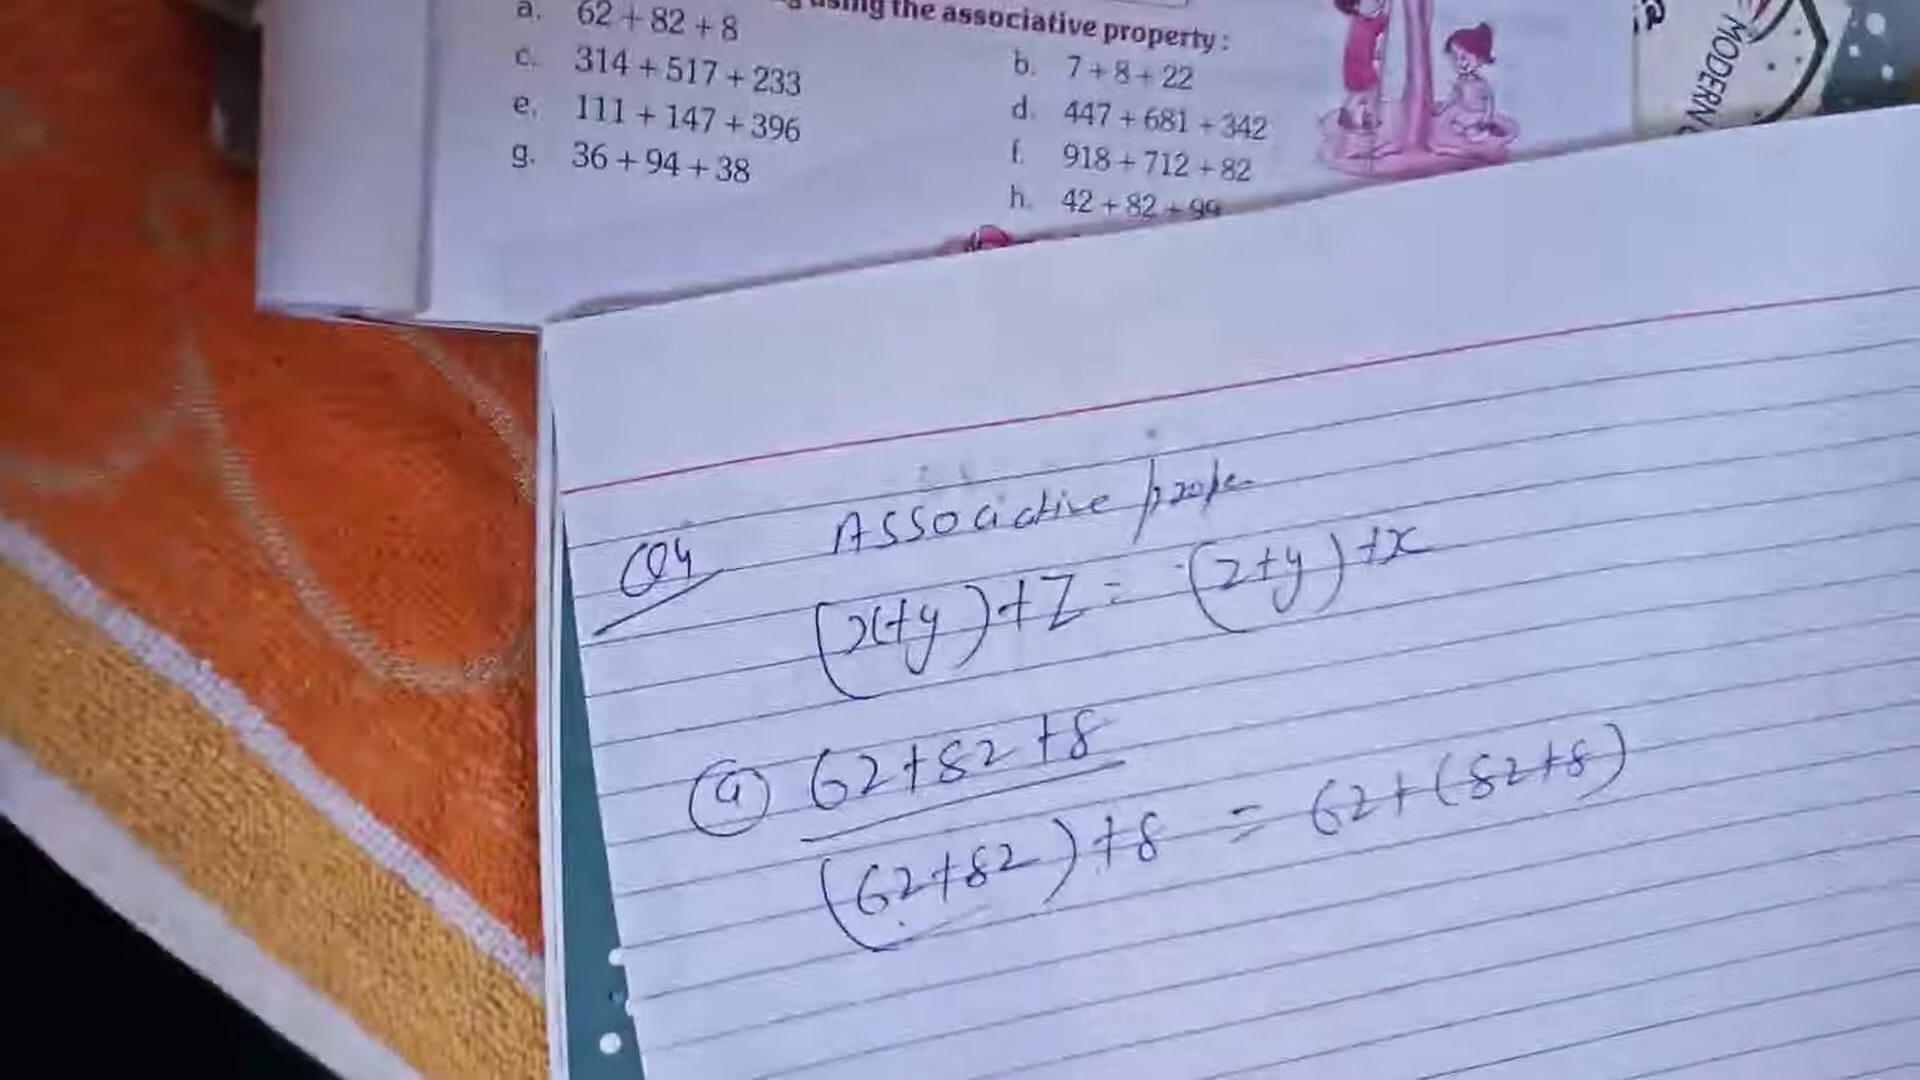 using the associative property :
a. 62 + 82 + 8
b. 7 + 8 + 22
c. 314 + 517 + 233
d. 447 + 681 + 342
e. 111 + 147 + 396
f. 918 + 712 + 82
g. 36 + 94 + 38
h. 42 + 82 + 99
MODERN
Q4 Associative prope
(x+y)+z = (z+y)+x
(a) 62+82+8
(62+82)+8 = 62+(82+8)